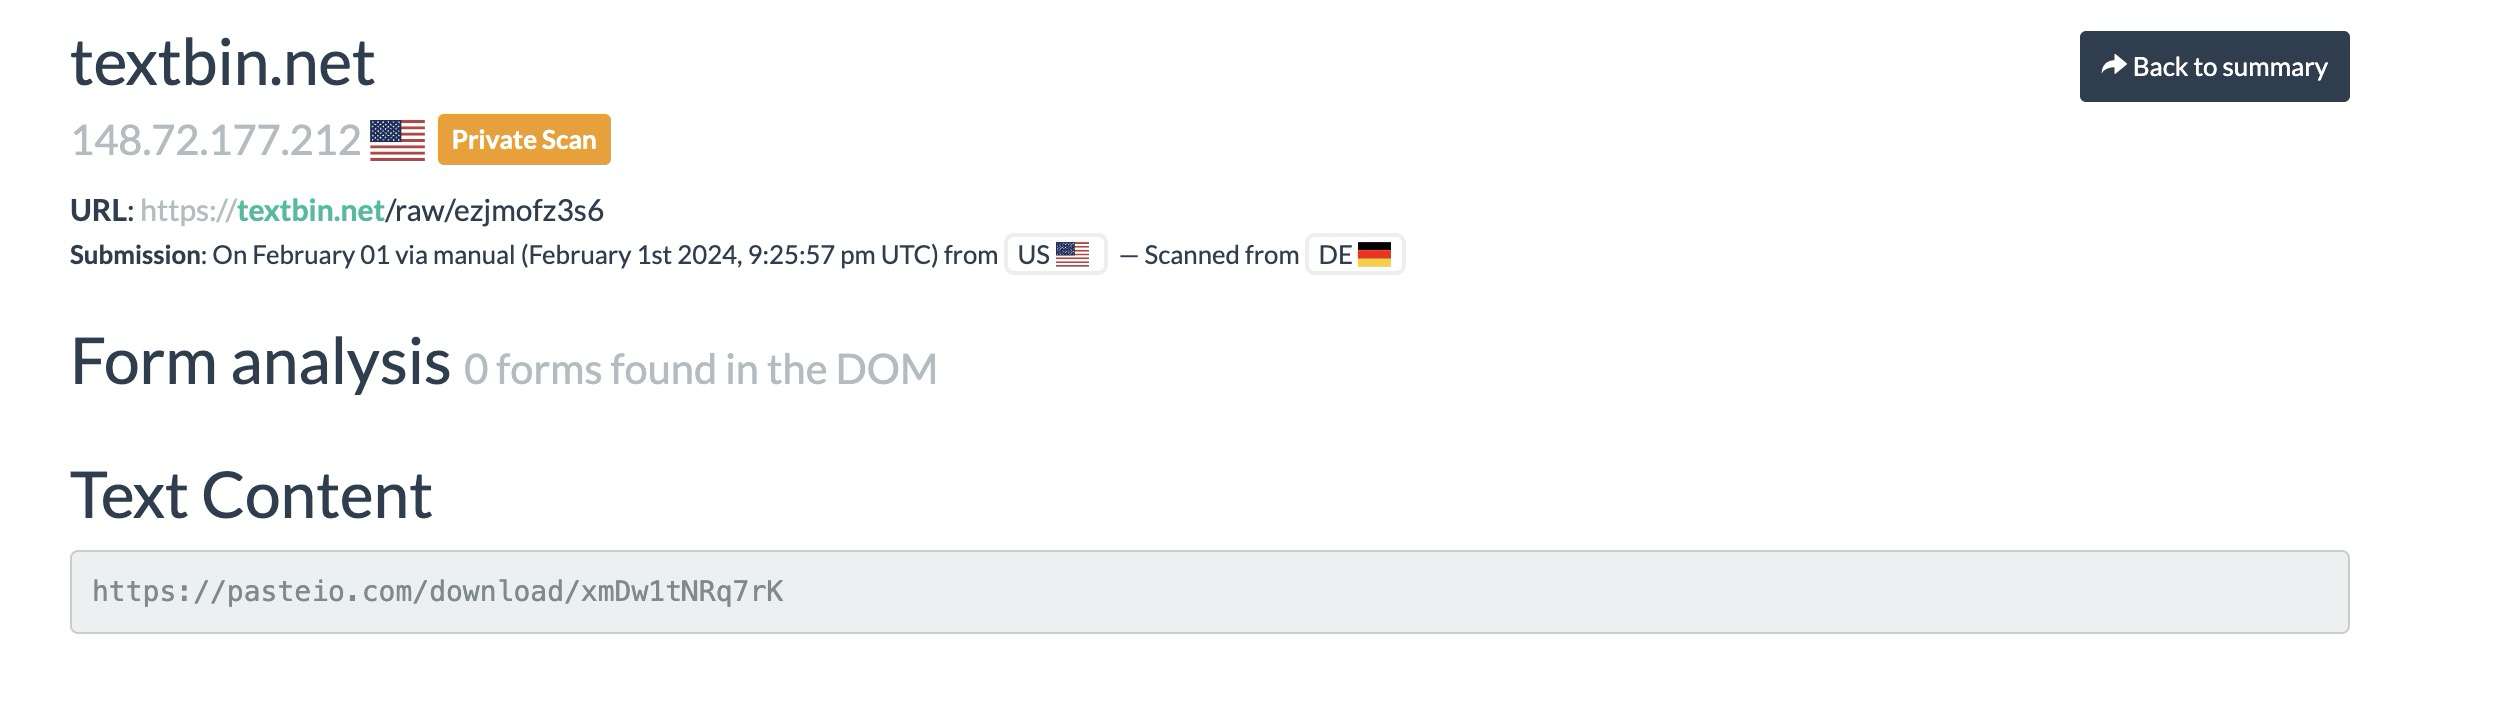 textbin.net
Back to summary
148.72.177.212 Private Scan
URL: https://textbin.net/raw/ezjmofz3s6
Submission: On February 01 via manual (February 1st 2024, 9:25:57 pm UTC) from US — Scanned from DE
Form analysis 0 forms found in the DOM
Text Content
https://pasteio.com/download/xmDw1tNRq7rK